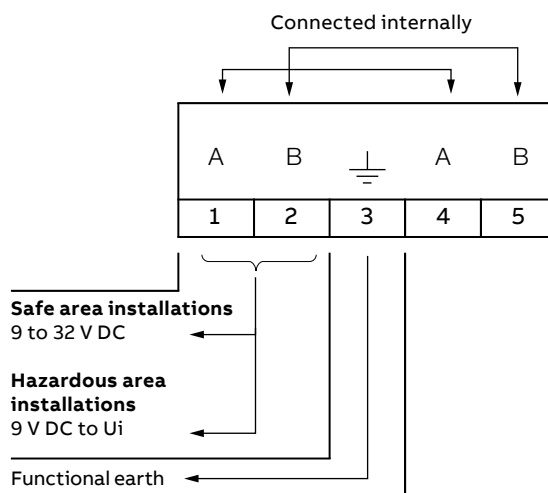 Connected internally
A B A B
1 2 3 4 5
Safe area installations
9 to 32 V DC
Hazardous area
installations
9 V DC to Ui
Functional earth